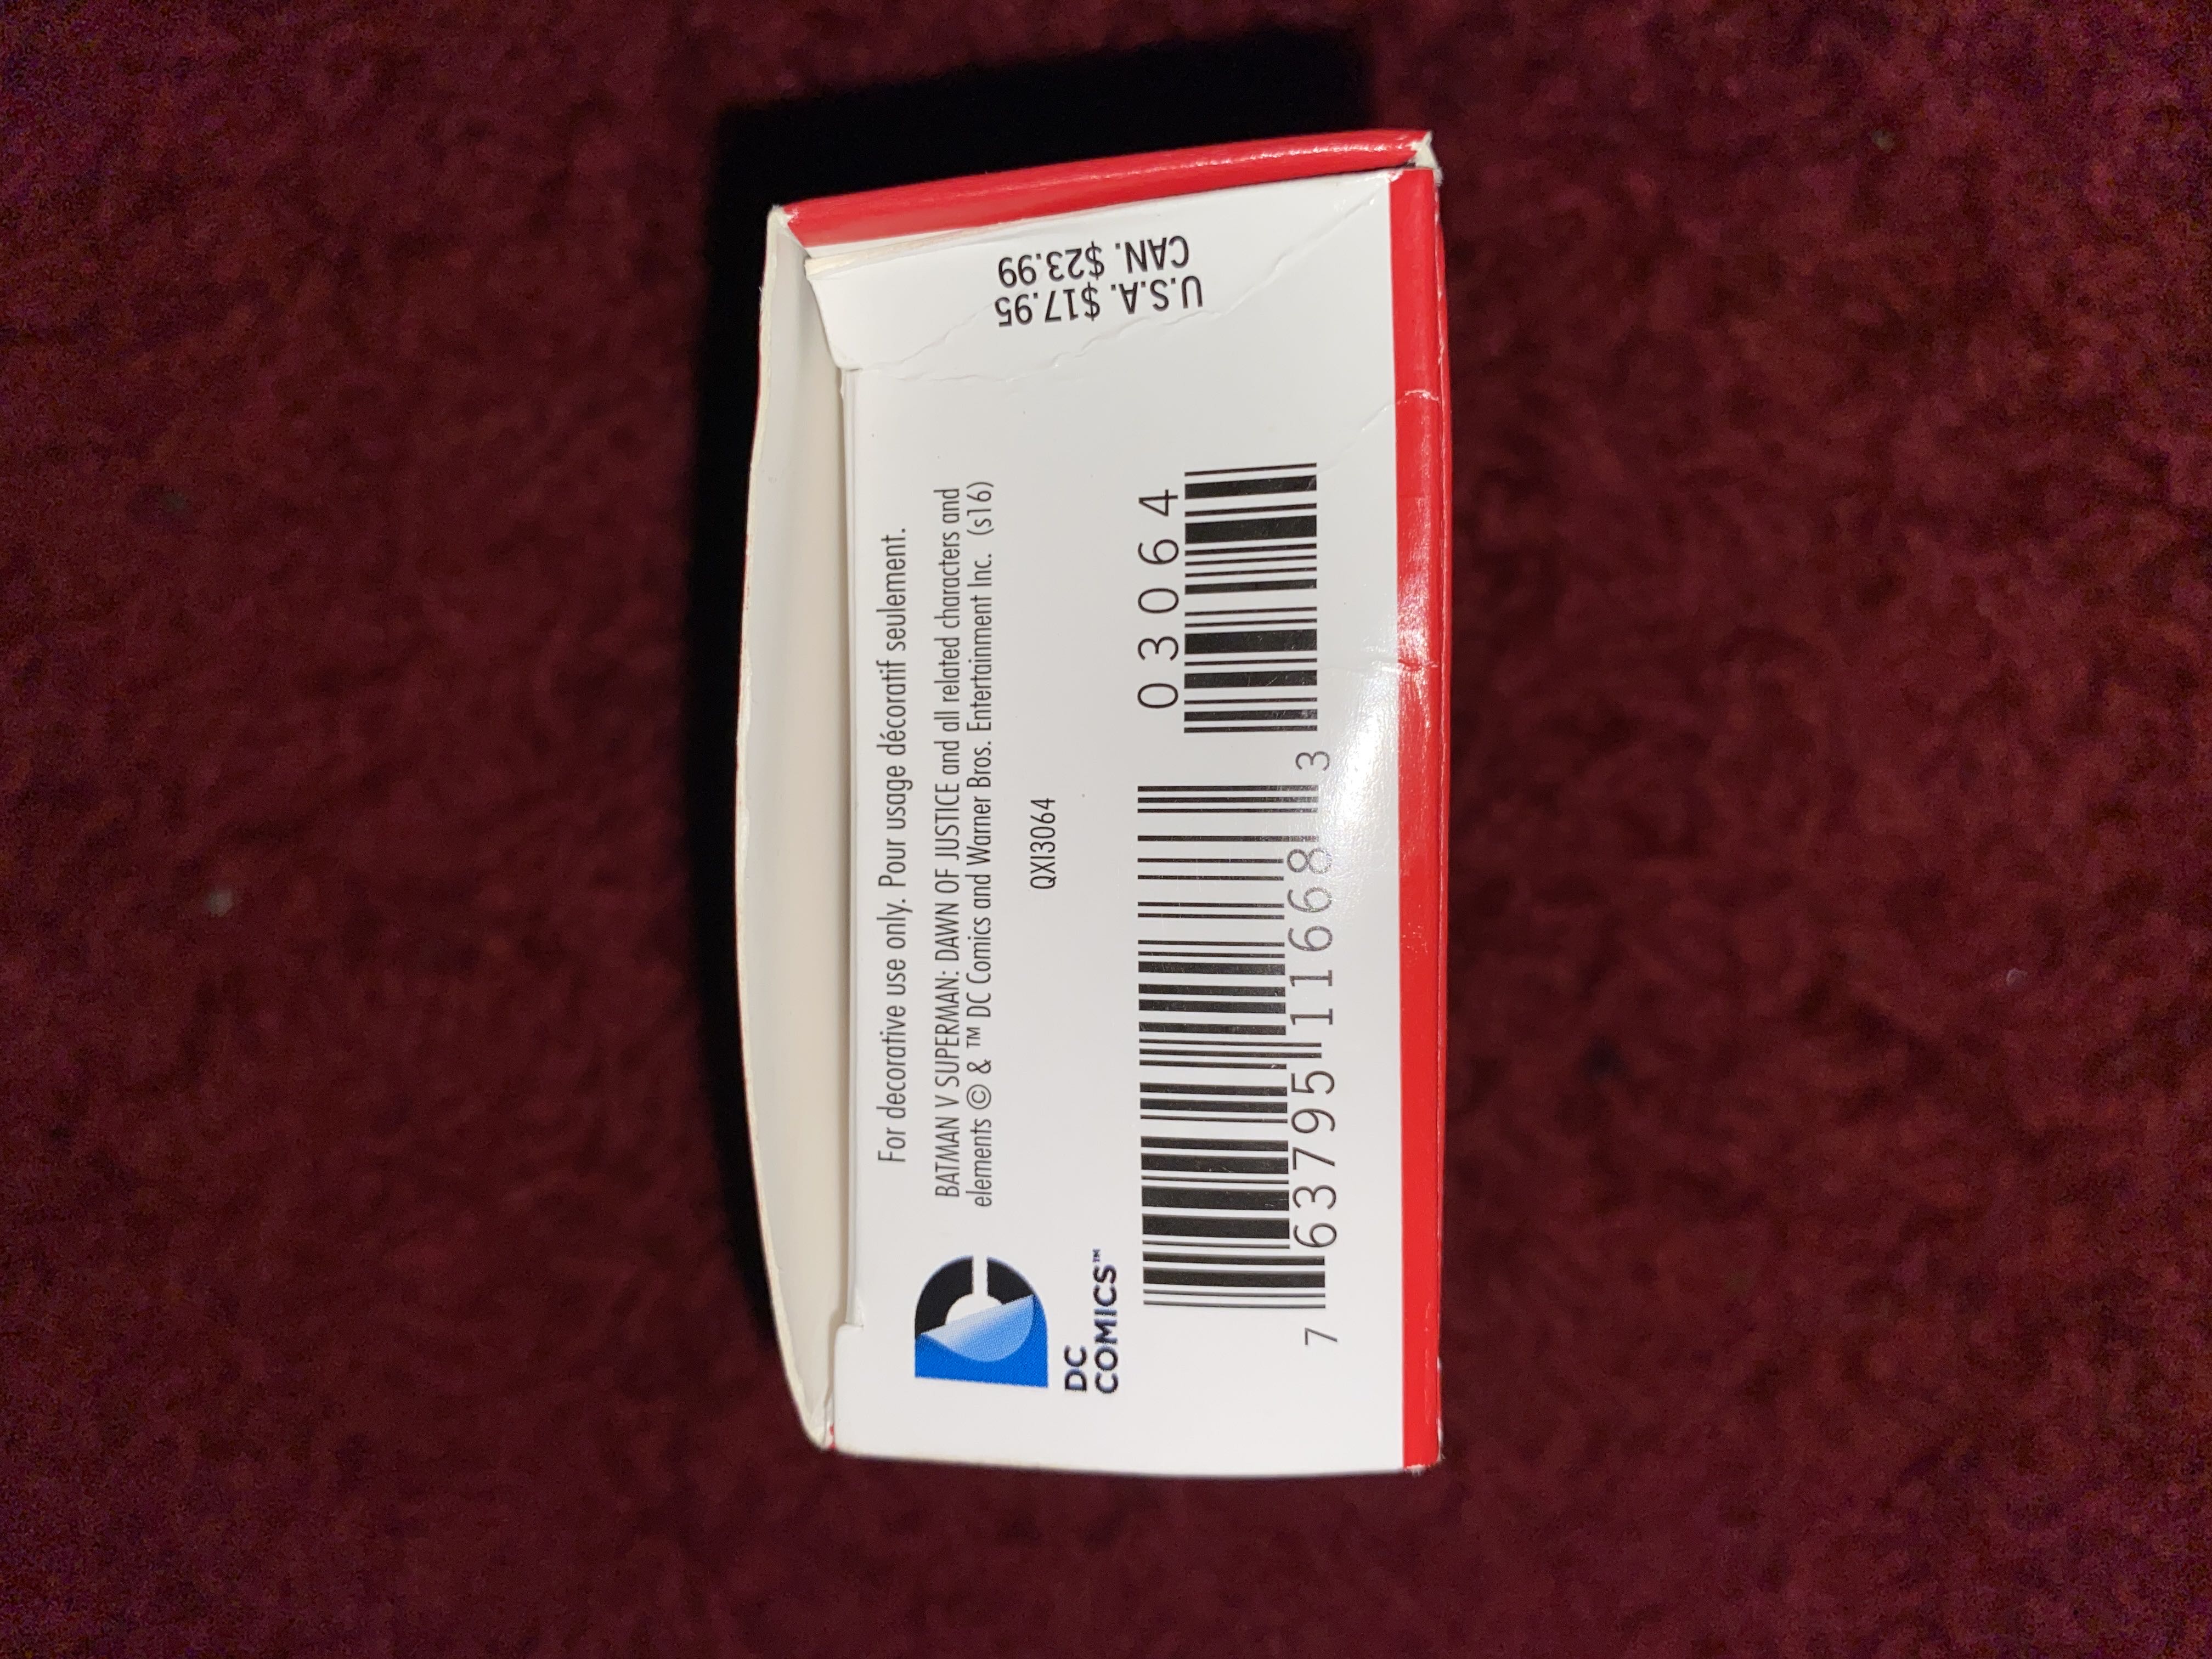 For decorative use only. Pour usage décoratif seulement.
BATMAN V SUPERMAN: DAWN OF JUSTICE and all related characters and
elements © & ™ DC Comics and Warner Bros. Entertainment Inc. (s16)
QXI3064
DC
COMICS™
7 63795 11668 3
03064
U.S.A. $17.95
CAN. $23.99